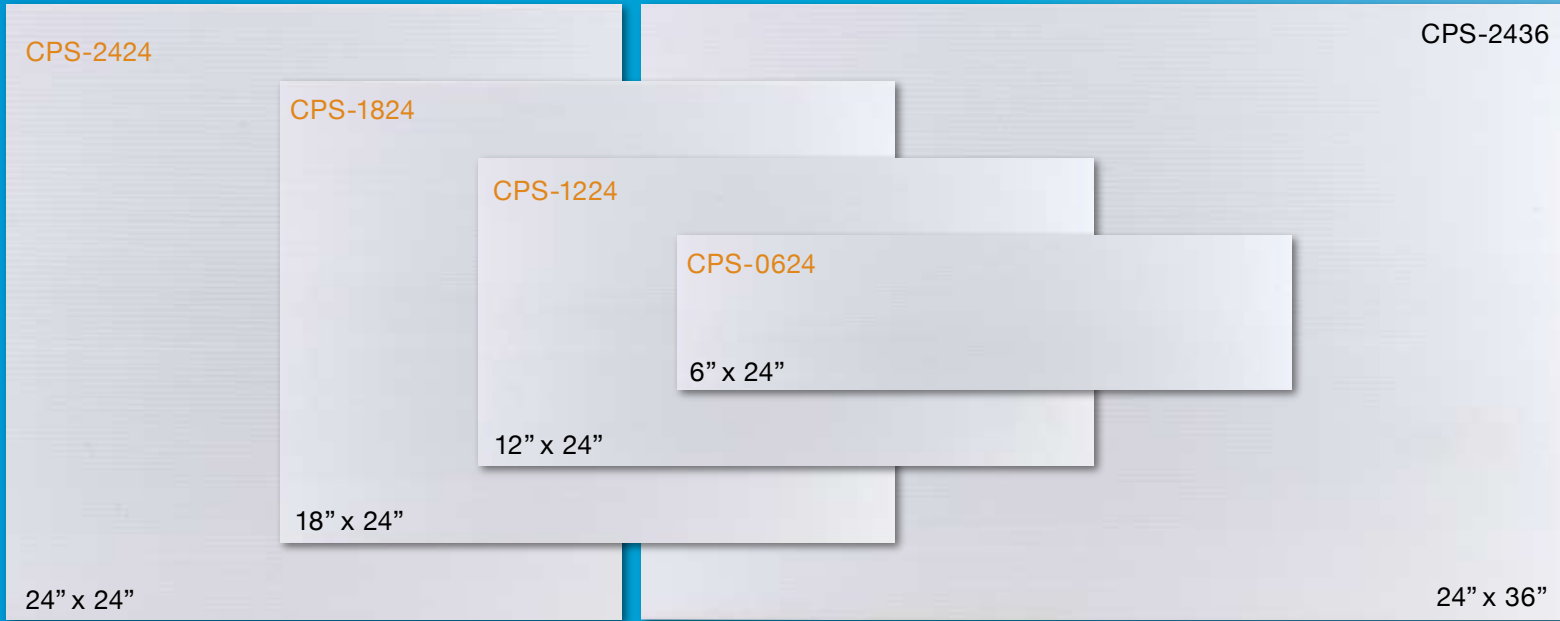 CPS-2424
CPS-2436
CPS-1824
CPS-1224
CPS-0624
6” x 24”
12” x 24”
18” x 24”
24” x 24”
24” x 36”